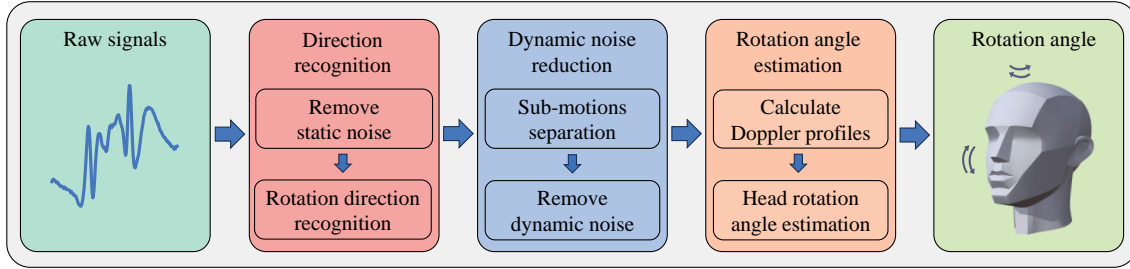 Raw signals
Direction
recognition
Remove
static noise
Rotation direction
recognition
Dynamic noise
reduction
Sub-motions
separation
Remove
dynamic noise
Rotation angle
estimation
Calculate
Doppler profiles
Head rotation
angle estimation
Rotation angle